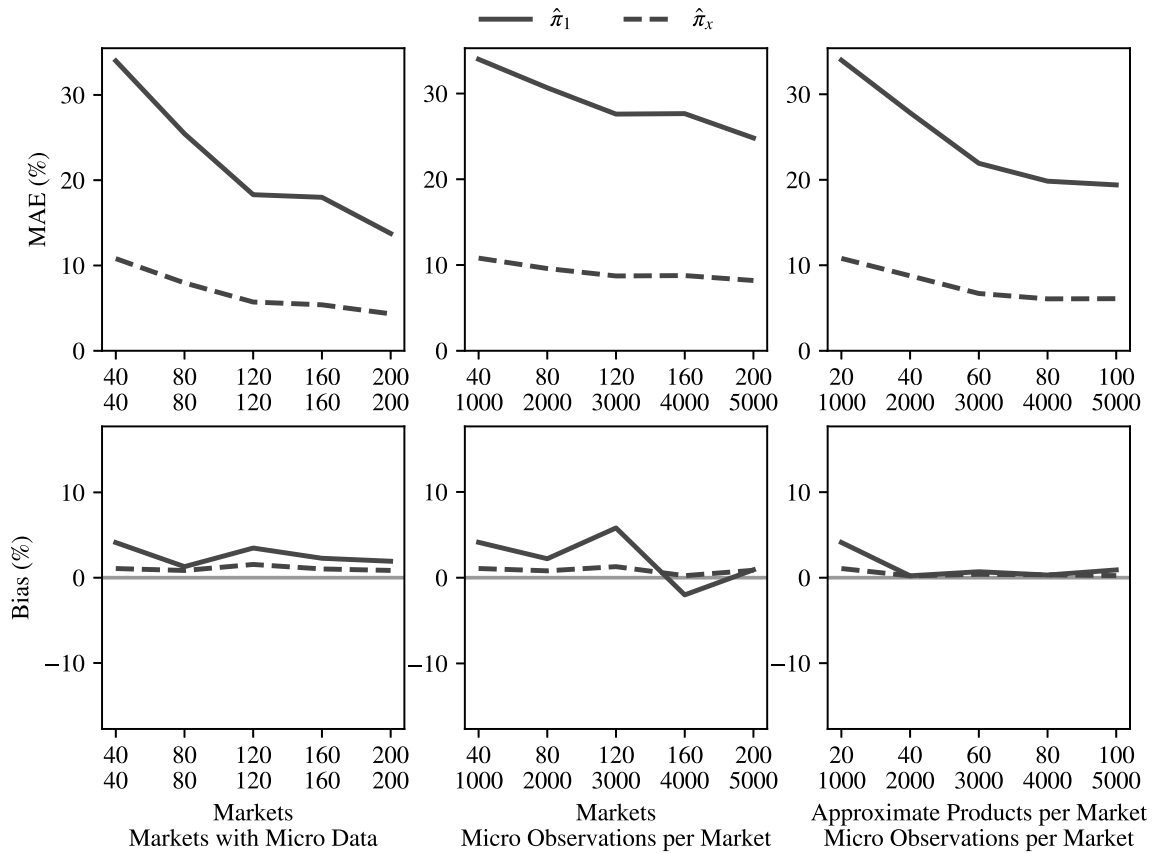 π̂₁ π̂ₓ
MAE (%)
30 30 30
20 20 20
10 10 10
0 0 0
40 80 120 160 200 40 80 120 160 200 20 40 60 80 100
40 80 120 160 200 1000 2000 3000 4000 5000 1000 2000 3000 4000 5000
Bias (%)
10 10 10
0 0 0
−10 −10 −10
40 80 120 160 200 40 80 120 160 200 20 40 60 80 100
40 80 120 160 200 1000 2000 3000 4000 5000 1000 2000 3000 4000 5000
Markets Markets Approximate Products per Market
Markets with Micro Data Micro Observations per Market Micro Observations per Market